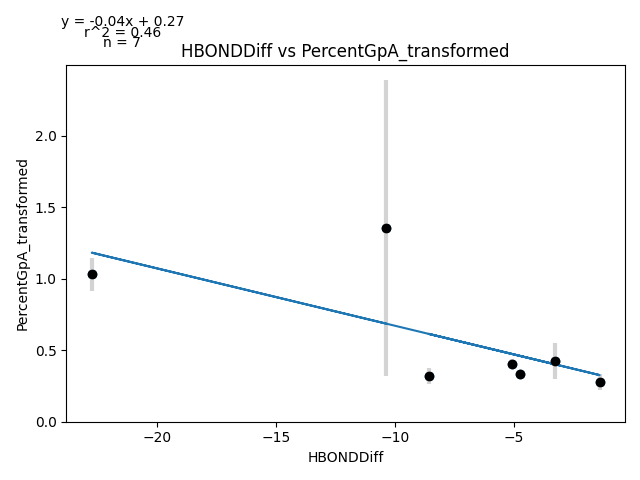 y = -0.04x + 0.27
r^2 = 0.46
n = 7
HBONDDiff vs PercentGpA_transformed
2.0
1.5
1.0
0.5
0.0
PercentGpA_transformed
−20
−15
−10
−5
HBONDDiff